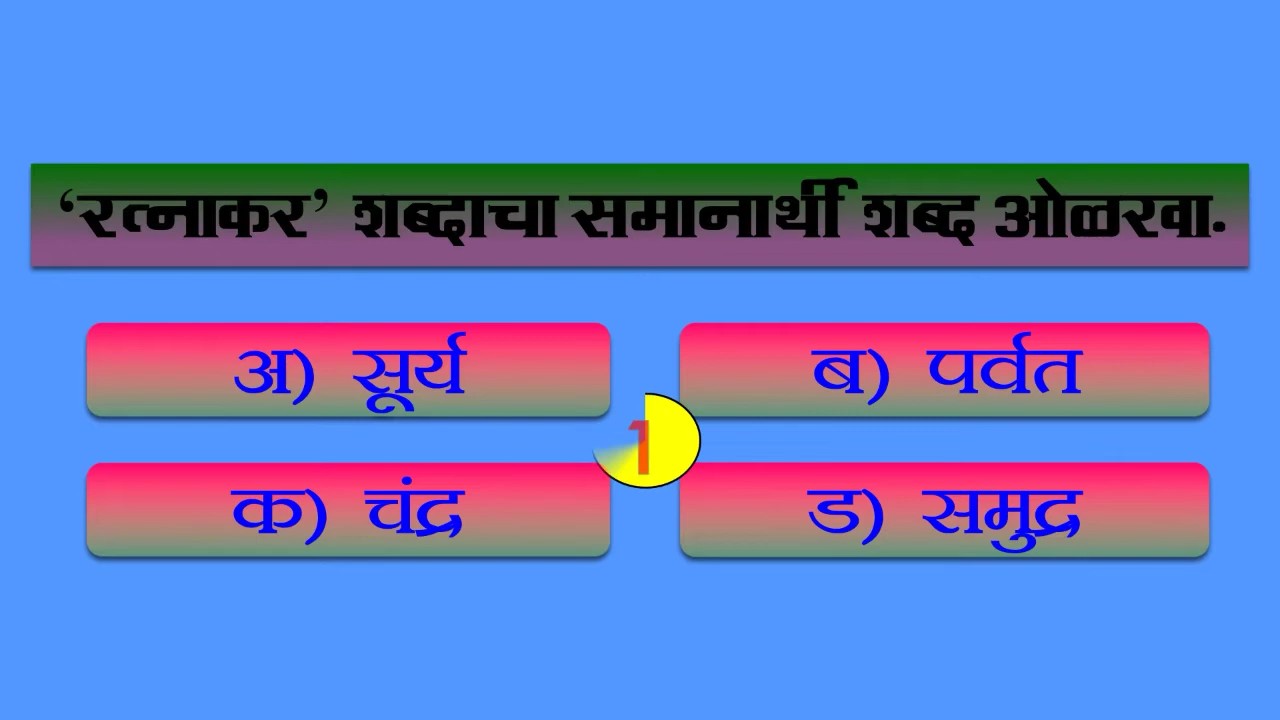 ‘रत्नाकर’ शब्दाचा समानार्थी शब्द ओळखा.
अ) सूर्य
ब) पर्वत
1
क) चंद्र
ड) समुद्र